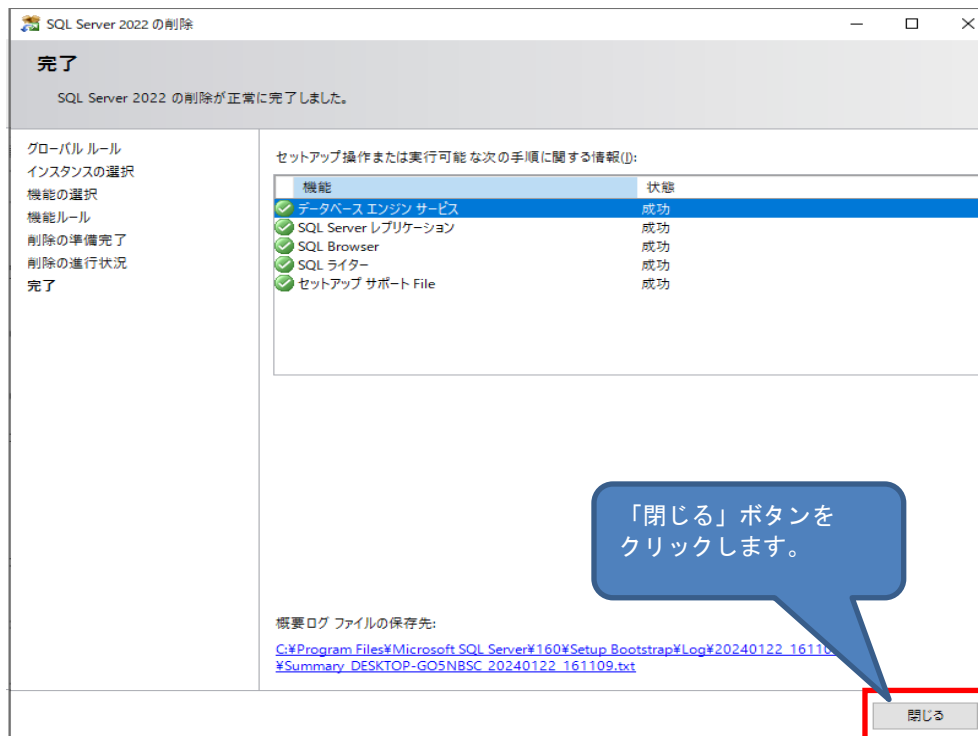 SQL Server 2022 の削除
完了
SQL Server 2022 の削除が正常に完了しました。
グローバル ルール
インスタンスの選択
機能の選択
機能ルール
削除の準備完了
削除の進行状況
完了
セットアップ操作または実行可能な次の手順に関する情報(I):
機能 状態
データベース エンジン サービス 成功
SQL Server レプリケーション 成功
SQL Browser 成功
SQL ライター 成功
セットアップ サポート File 成功
「閉じる」ボタンを
クリックします。
概要ログ ファイルの保存先:
C:¥Program Files¥Microsoft SQL Server¥160¥Setup Bootstrap¥Log¥20240122_16110
¥Summary_DESKTOP-GO5NBSC_20240122_161109.txt
閉じる